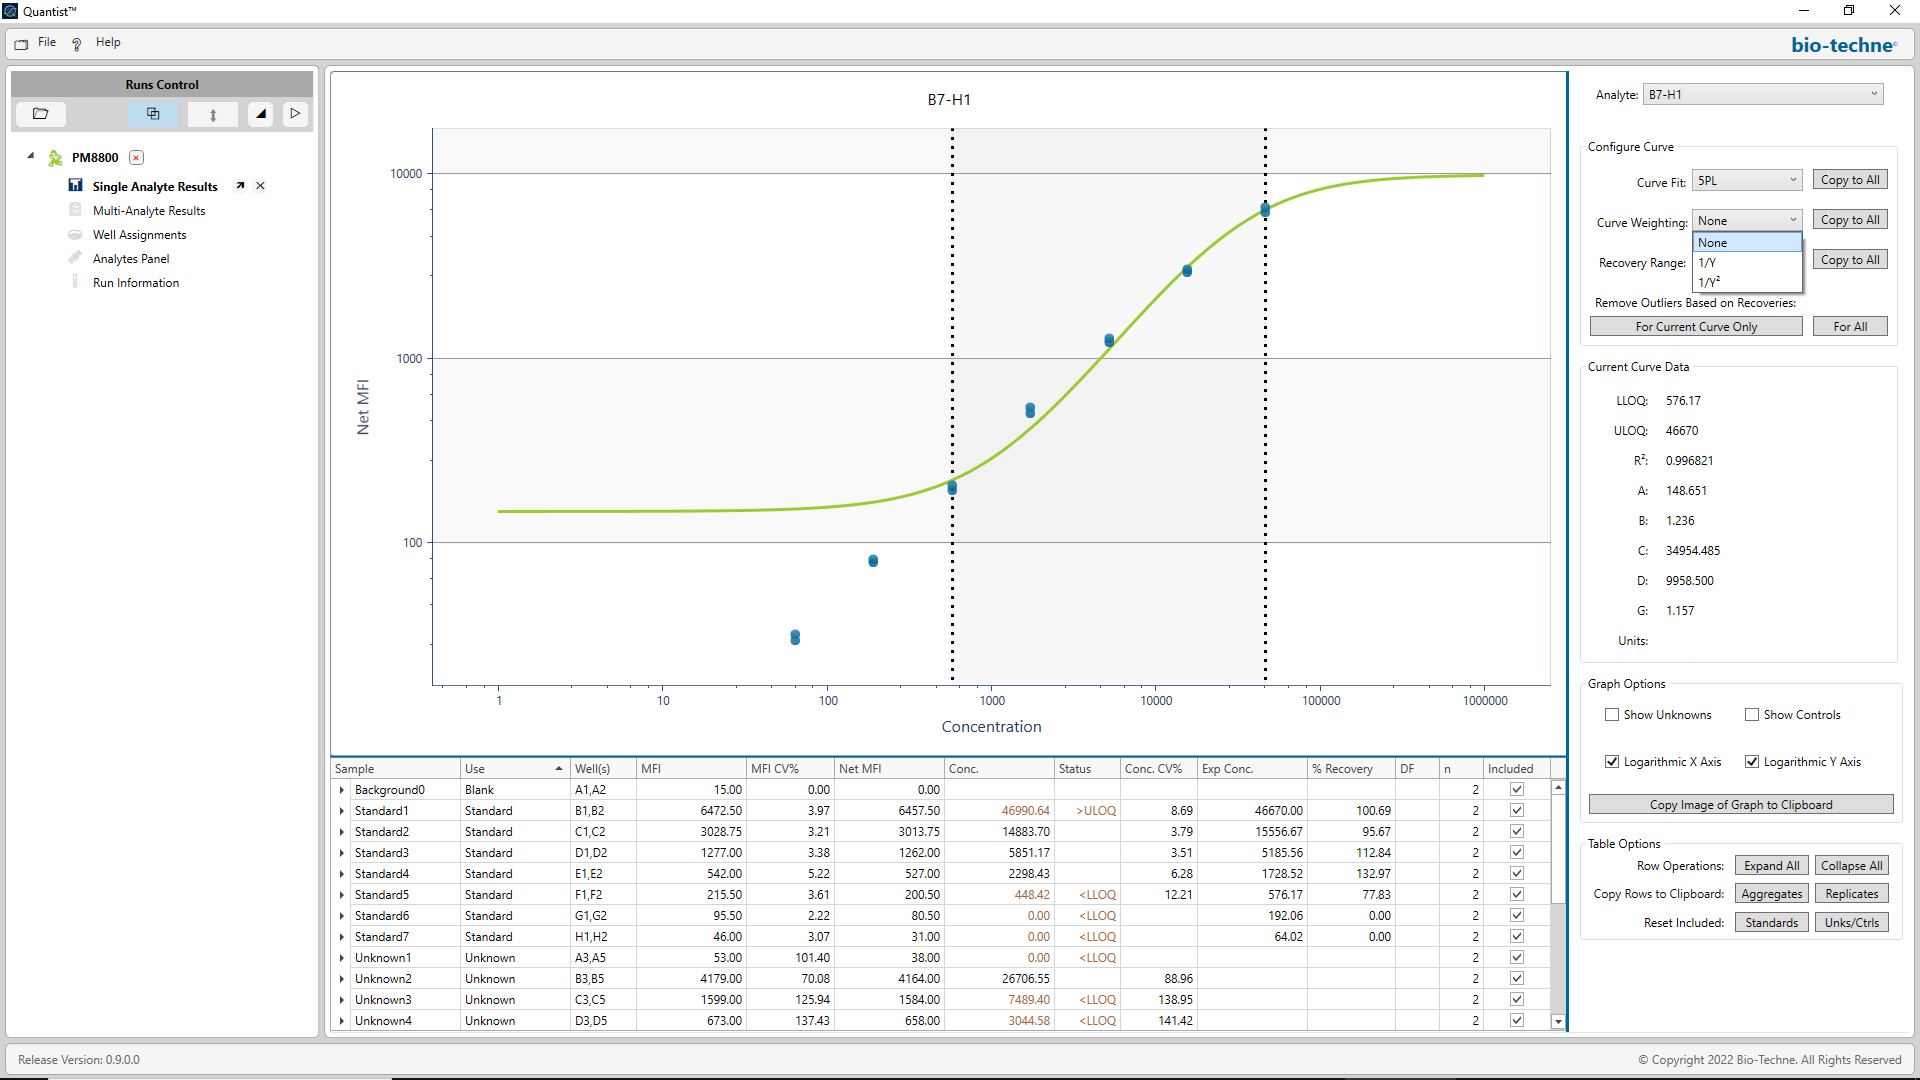 Quantist™
File Help
bio-techne
Runs Control
PM8800
Single Analyte Results
Multi-Analyte Results
Well Assignments
Analytes Panel
Run Information
B7-H1
10000
1000
100
Net MFI
1 10 100 1000 10000 100000 1000000
Concentration
Sample Use Well(s) MFI MFI CV% Net MFI Conc. Status Conc. CV% Exp Conc. % Recovery DF n Included
Background0 Blank A1,A2 15.00 0.00 0.00 2
Standard1 Standard B1,B2 6472.50 3.97 6457.50 46990.64 >ULOQ 8.69 46670.00 100.69 2
Standard2 Standard C1,C2 3028.75 3.21 3013.75 14883.70 3.79 15556.67 95.67 2
Standard3 Standard D1,D2 1277.00 3.38 1262.00 5851.17 3.51 5185.56 112.84 2
Standard4 Standard E1,E2 542.00 5.22 527.00 2298.43 6.28 1728.52 132.97 2
Standard5 Standard F1,F2 215.50 3.61 200.50 448.42 <LLOQ 12.21 576.17 77.83 2
Standard6 Standard G1,G2 95.50 2.22 80.50 0.00 <LLOQ 192.06 0.00 2
Standard7 Standard H1,H2 46.00 3.07 31.00 0.00 <LLOQ 64.02 0.00 2
Unknown1 Unknown A3,A5 53.00 101.40 38.00 0.00 <LLOQ 2
Unknown2 Unknown B3,B5 4179.00 70.08 4164.00 26706.55 88.96 2
Unknown3 Unknown C3,C5 1599.00 125.94 1584.00 7489.40 <LLOQ 138.95 2
Unknown4 Unknown D3,D5 673.00 137.43 658.00 3044.58 <LLOQ 141.42 2
Analyte: B7-H1
Configure Curve
Curve Fit: 5PL Copy to All
Curve Weighting: None Copy to All
None
1/Y
1/Y²
Recovery Range: Copy to All
Remove Outliers Based on Recoveries:
For Current Curve Only For All
Current Curve Data
LLOQ: 576.17
ULOQ: 46670
R²: 0.996821
A: 148.651
B: 1.236
C: 34954.485
D: 9958.500
G: 1.157
Units:
Graph Options
Show Unknowns Show Controls
Logarithmic X Axis Logarithmic Y Axis
Copy Image of Graph to Clipboard
Table Options
Row Operations: Expand All Collapse All
Copy Rows to Clipboard: Aggregates Replicates
Reset Included: Standards Unks/Ctrls
Release Version: 0.9.0.0
© Copyright 2022 Bio-Techne. All Rights Reserved